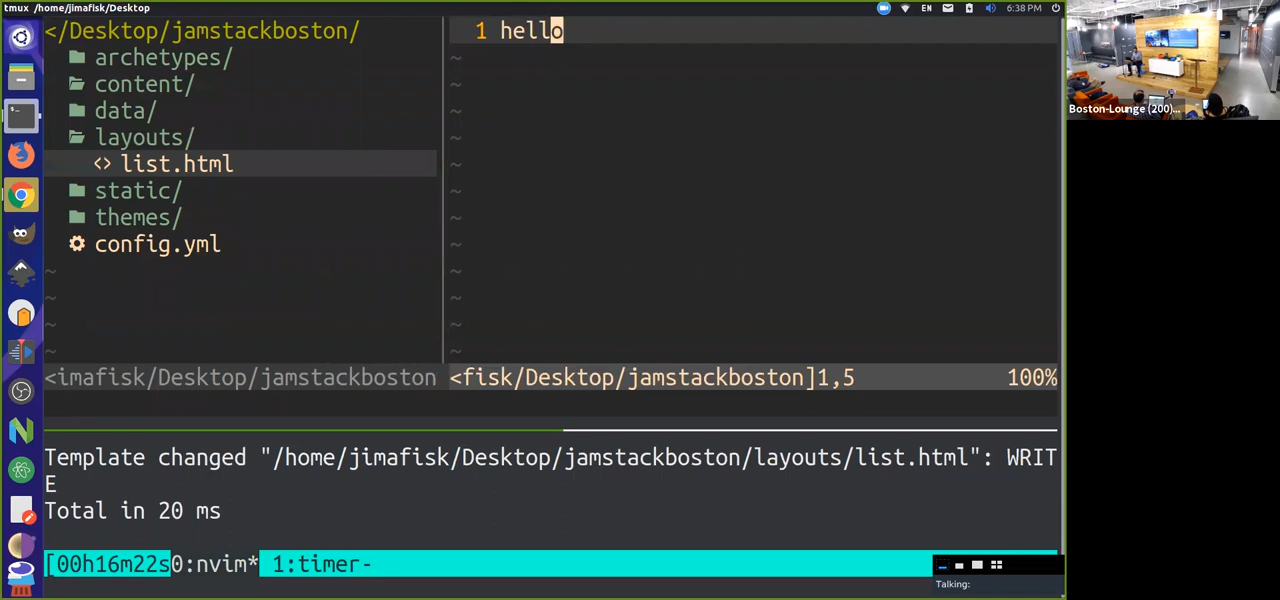 tmux /home/jimafisk/Desktop
EN
6:38 PM
</Desktop/jamstackboston/
archetypes/
content/
data/
layouts/
<> list.html
static/
themes/
config.yml
~
~
~
~
1 hello
~
~
~
~
~
~
~
~
~
~
~
~
<imafisk/Desktop/jamstackboston
<fisk/Desktop/jamstackboston]1,5 100%
Template changed "/home/jimafisk/Desktop/jamstackboston/layouts/list.html": WRIT
E
Total in 20 ms
[00h16m22s0:nvim* 1:timer-
Boston-Lounge (200)...
Talking: